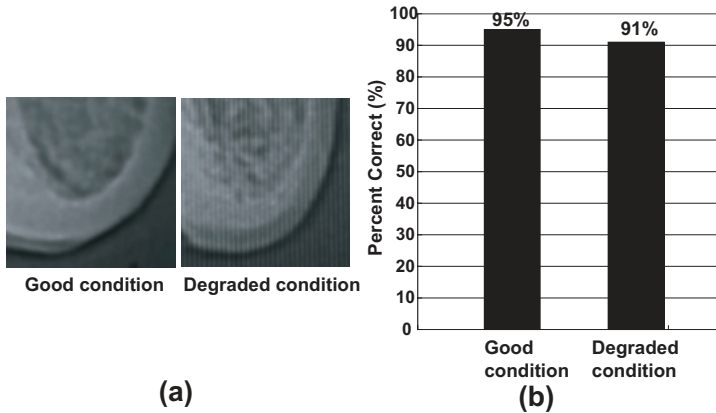 Good condition
Degraded condition
(a)
Percent Correct (%)
100
90
80
70
60
50
40
30
20
10
0
95%
91%
Good
condition
Degraded
condition
(b)